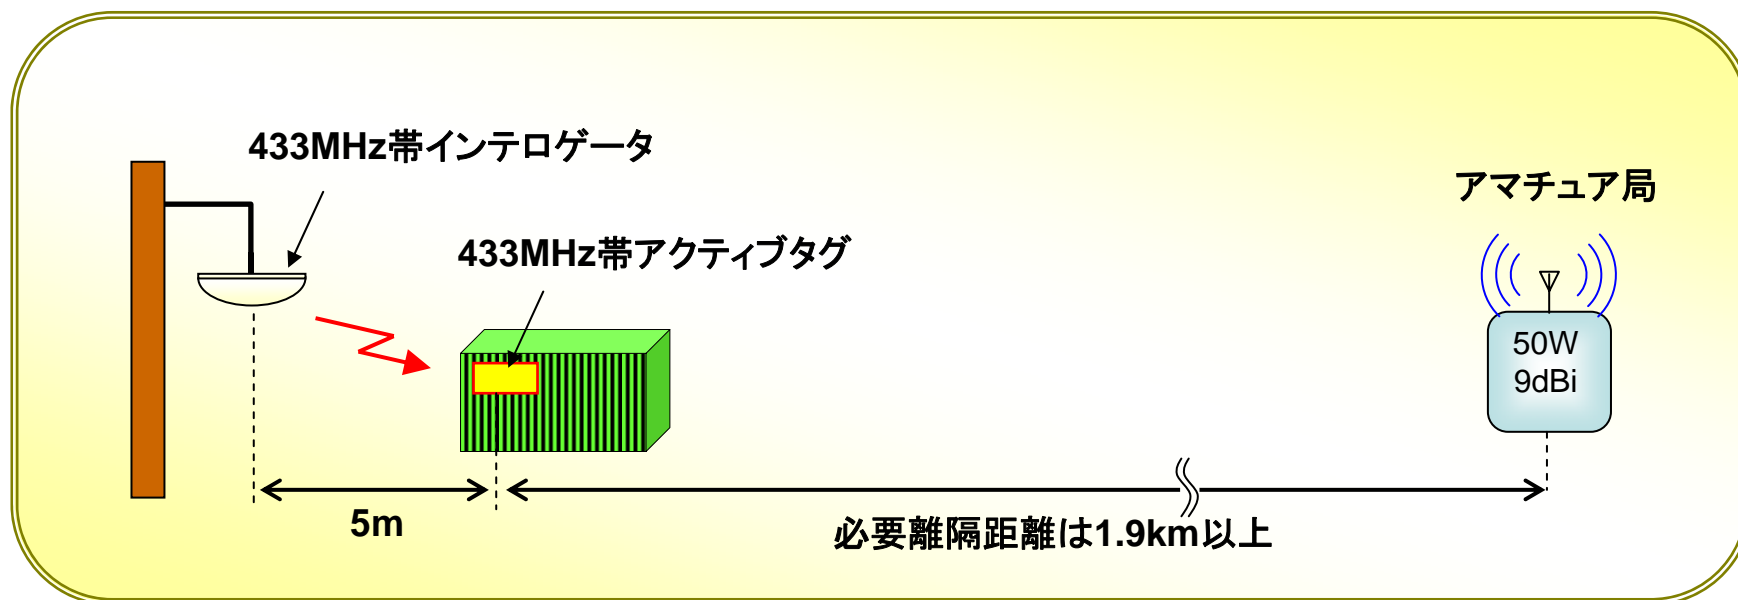 433MHz帯インテロゲータ
アマチュア局
433MHz帯アクティブタグ
50W
9dBi
5m
必要離隔距離は1.9km以上